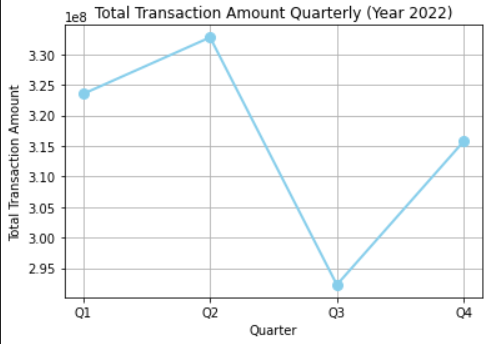 Total Transaction Amount Quarterly (Year 2022)
1e8
3.30
3.25
3.20
3.15
3.10
3.05
3.00
2.95
Total Transaction Amount
Q1 Q2 Q3 Q4
Quarter